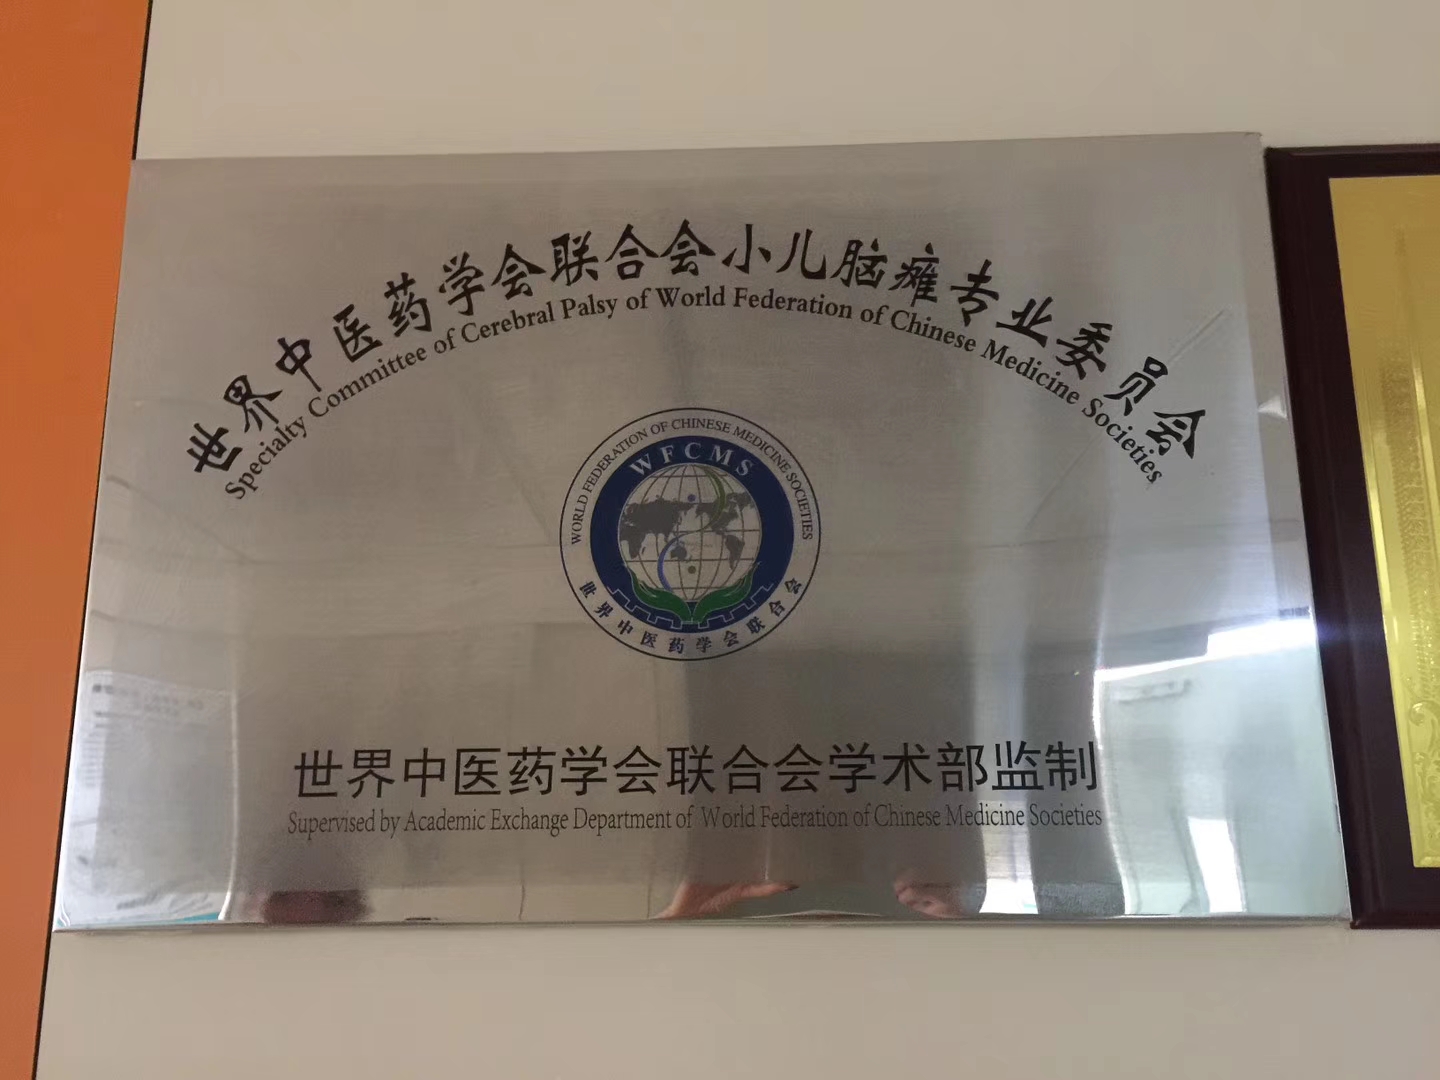 世界中医药学会联合会小儿脑瘫专业委员会
Specialty Committee of Cerebral Palsy of World Federation of Chinese Medicine Societies
WORLD FEDERATION OF CHINESE MEDICINE SOCIETIES
WFCMS
世界中医药学会联合会
世界中医药学会联合会学术部监制
Supervised by Academic Exchange Department of World Federation of Chinese Medicine Societies